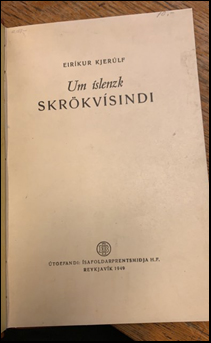 EIRÍKUR KJERÚLF
Um íslenzk
SKRÖKVÍSINDI
ÚTGEFANDI: ÍSAFOLDARPRENTSMIÐJA H.F.
REYKJAVÍK